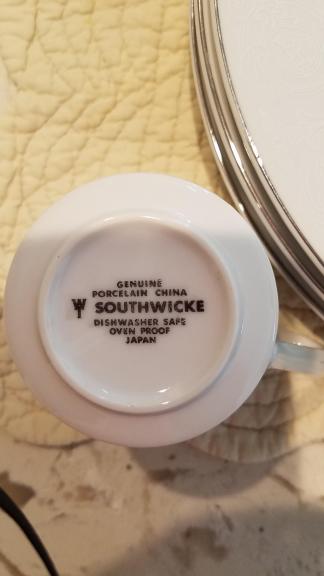 GENUINE
PORCELAIN CHINA
SOUTHWICKE
DISHWASHER SAFE
OVEN PROOF
JAPAN